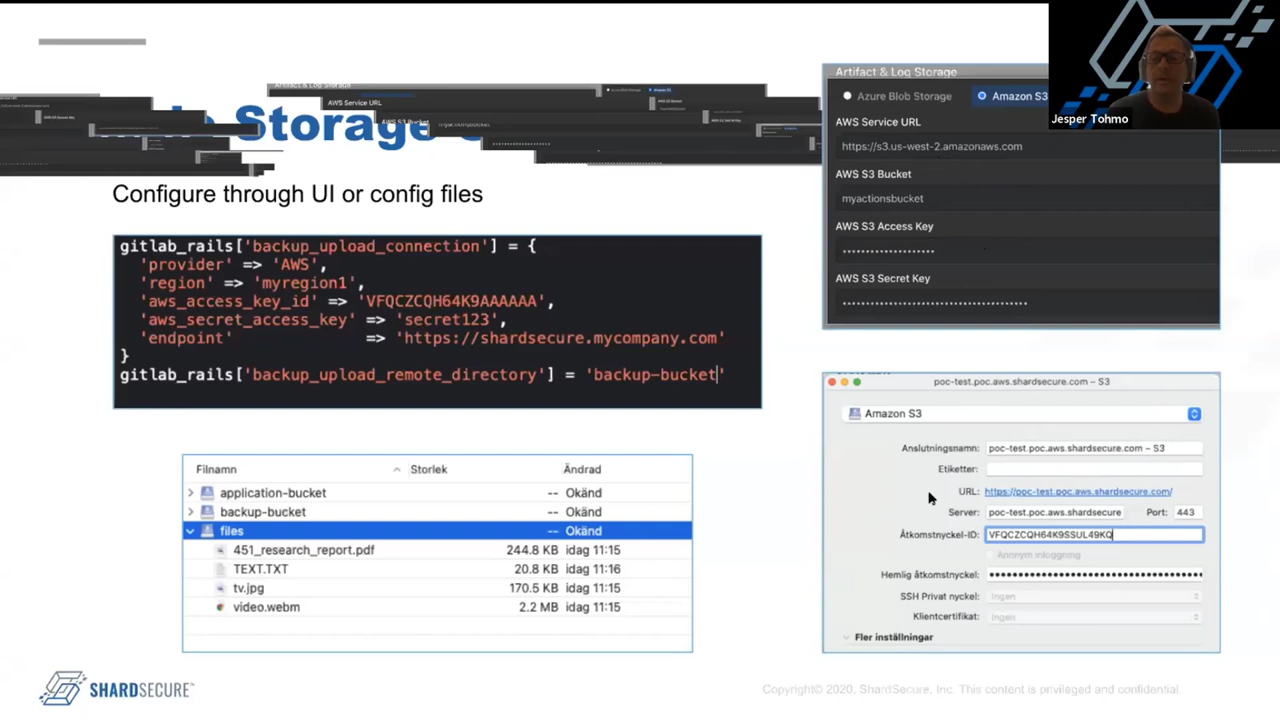 Storage
Configure through UI or config files
gitlab_rails['backup_upload_connection'] = {
'provider' => 'AWS',
'region' => 'myregion1',
'aws_access_key_id' => 'VFQCZCQH64K9AAAAAA',
'aws_secret_access_key' => 'secret123',
'endpoint' => 'https://shardsecure.mycompany.com'
}
gitlab_rails['backup_upload_remote_directory'] = 'backup-bucket'
Filnamn Storlek Ändrad
application-bucket -- Okänd
backup-bucket -- Okänd
files -- Okänd
451_research_report.pdf 244.8 KB idag 11:15
TEXT.TXT 20.8 KB idag 11:16
tv.jpg 170.5 KB idag 11:15
video.webm 2.2 MB idag 11:15
Artifact & Log Storage
Azure Blob Storage Amazon S3
AWS Service URL
https://s3.us-west-2.amazonaws.com
AWS S3 Bucket
myactionsbucket
AWS S3 Access Key
AWS S3 Secret Key
Jesper Tohmo
poc-test.poc.aws.shardsecure.com – S3
Amazon S3
Anslutningsnamn: poc-test.poc.aws.shardsecure.com – S3
Etiketter:
URL: https://poc-test.poc.aws.shardsecure.com/
Server: poc-test.poc.aws.shardsecure Port: 443
Åtkomstnyckel-ID: VFQCZCQH64K9SSUL49KQ
Anonym inloggning
Hemlig åtkomstnyckel:
SSH Privat nyckel: Ingen
Klientcertifikat: Ingen
Fler inställningar
SHARDSECURE™
Copyright© 2020, ShardSecure, Inc. This content is privileged and confidential.